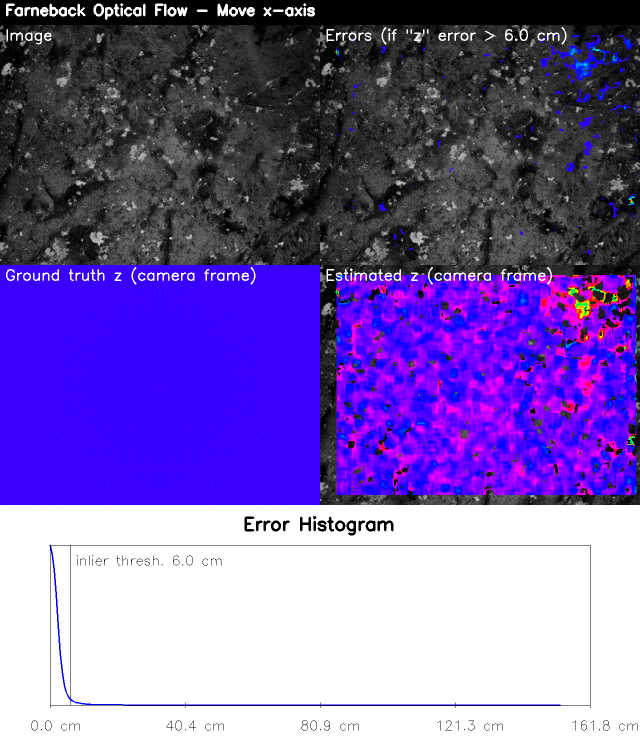 Farneback Optical Flow - Move x-axis
Image
Errors (if "z" error > 6.0 cm)
Ground truth z (camera frame)
Estimated z (camera frame)
Error Histogram
inlier thresh. 6.0 cm
0.0 cm
40.4 cm
80.9 cm
121.3 cm
161.8 cm